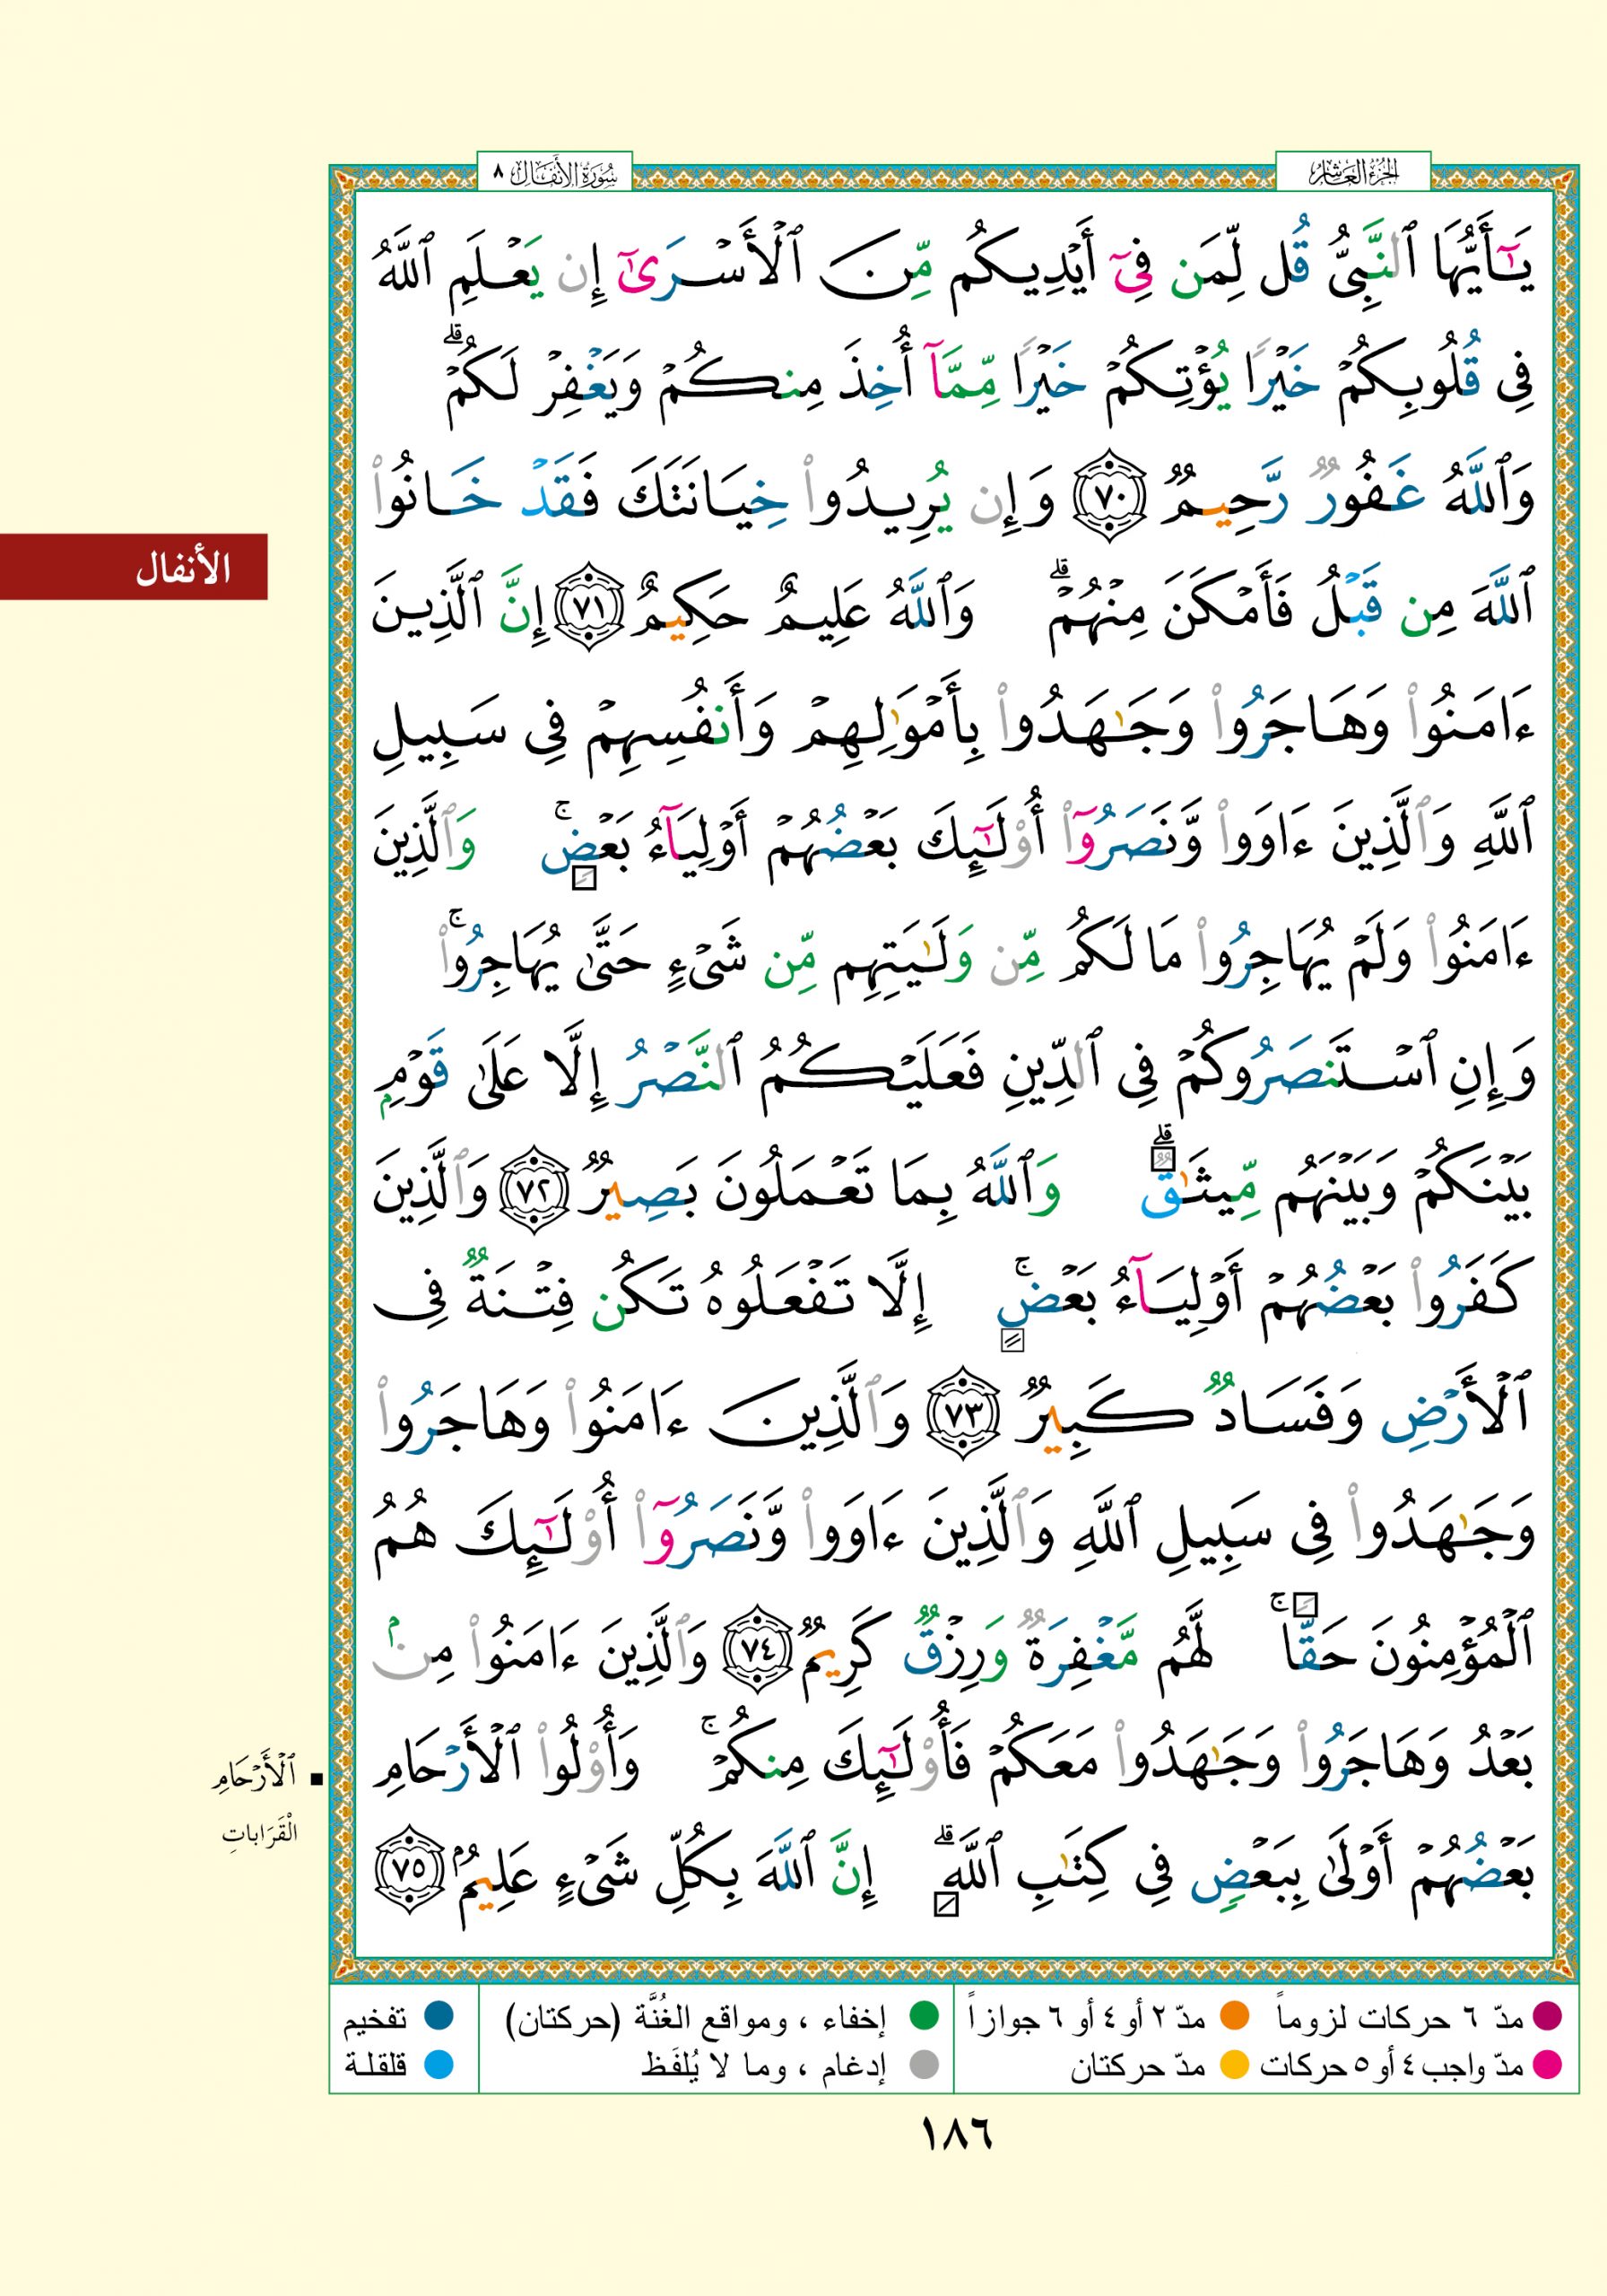 الجزء العاشر
سورة الأنفال ٨
يَـٰٓأَيُّهَا ٱلنَّبِىُّ قُل لِّمَن فِىٓ أَيْدِيكُم مِّنَ ٱلْأَسْرَىٰٓ إِن يَعْلَمِ ٱللَّهُ
فِى قُلُوبِكُمْ خَيْرًا يُؤْتِكُمْ خَيْرًا مِّمَّآ أُخِذَ مِنكُمْ وَيَغْفِرْ لَكُمْ ۗ
وَٱللَّهُ غَفُورٌ رَّحِيمٌ ٧٠ وَإِن يُرِيدُوا۟ خِيَانَتَكَ فَقَدْ خَانُوا۟
ٱللَّهَ مِن قَبْلُ فَأَمْكَنَ مِنْهُمْ ۗ وَٱللَّهُ عَلِيمٌ حَكِيمٌ ٧١ إِنَّ ٱلَّذِينَ
ءَامَنُوا۟ وَهَاجَرُوا۟ وَجَـٰهَدُوا۟ بِأَمْوَٰلِهِمْ وَأَنفُسِهِمْ فِى سَبِيلِ
ٱللَّهِ وَٱلَّذِينَ ءَاوَوا۟ وَّنَصَرُوٓا۟ أُو۟لَـٰٓئِكَ بَعْضُهُمْ أَوْلِيَآءُ بَعْضٍ ۚ وَٱلَّذِينَ
ءَامَنُوا۟ وَلَمْ يُهَاجِرُوا۟ مَا لَكُم مِّن وَلَـٰيَتِهِم مِّن شَىْءٍ حَتَّىٰ يُهَاجِرُوا۟ ۚ
وَإِنِ ٱسْتَنصَرُوكُمْ فِى ٱلدِّينِ فَعَلَيْكُمُ ٱلنَّصْرُ إِلَّا عَلَىٰ قَوْمٍۭ
بَيْنَكُمْ وَبَيْنَهُم مِّيثَـٰقٌ ۗ وَٱللَّهُ بِمَا تَعْمَلُونَ بَصِيرٌ ٧٢ وَٱلَّذِينَ
كَفَرُوا۟ بَعْضُهُمْ أَوْلِيَآءُ بَعْضٍ ۚ إِلَّا تَفْعَلُوهُ تَكُن فِتْنَةٌ فِى
ٱلْأَرْضِ وَفَسَادٌ كَبِيرٌ ٧٣ وَٱلَّذِينَ ءَامَنُوا۟ وَهَاجَرُوا۟
وَجَـٰهَدُوا۟ فِى سَبِيلِ ٱللَّهِ وَٱلَّذِينَ ءَاوَوا۟ وَّنَصَرُوٓا۟ أُو۟لَـٰٓئِكَ هُمُ
ٱلْمُؤْمِنُونَ حَقًّا ۚ لَّهُم مَّغْفِرَةٌ وَرِزْقٌ كَرِيمٌ ٧٤ وَٱلَّذِينَ ءَامَنُوا۟ مِنۢ
بَعْدُ وَهَاجَرُوا۟ وَجَـٰهَدُوا۟ مَعَكُمْ فَأُو۟لَـٰٓئِكَ مِنكُمْ ۚ وَأُو۟لُوا۟ ٱلْأَرْحَامِ
بَعْضُهُمْ أَوْلَىٰ بِبَعْضٍ فِى كِتَـٰبِ ٱللَّهِ ۗ إِنَّ ٱللَّهَ بِكُلِّ شَىْءٍ عَلِيمٌۢ ٧٥
الأنفال
ٱلْأَرْحَامِ
الْقَرَاباتِ
مدّ ٦ حركات لزوماً
مدّ ٢ أو ٤ أو ٦ جوازاً
إخفاء ، ومواقع الغُنَّة (حركتان)
تفخيم
مدّ واجب ٤ أو ٥ حركات
مدّ حركتان
إدغام ، وما لا يُلفَظ
قلقلة
١٨٦